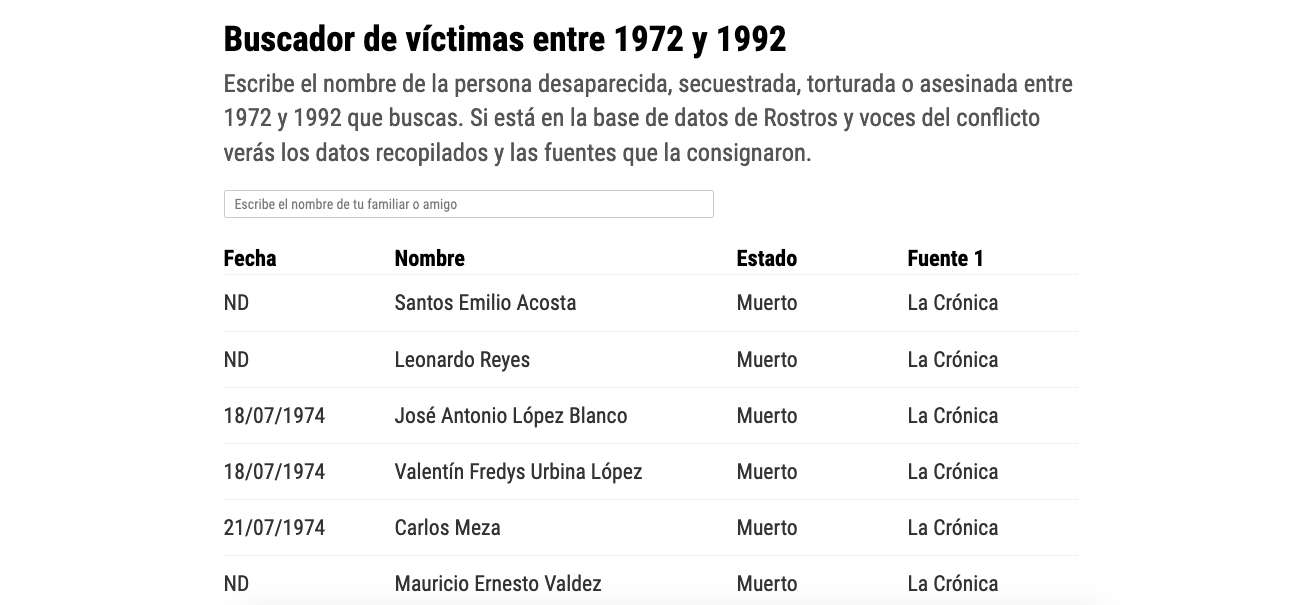 Buscador de víctimas entre 1972 y 1992
Escribe el nombre de la persona desaparecida, secuestrada, torturada o asesinada entre
1972 y 1992 que buscas. Si está en la base de datos de Rostros y voces del conflicto
verás los datos recopilados y las fuentes que la consignaron.
Escribe el nombre de tu familiar o amigo
Fecha Nombre Estado Fuente 1
ND Santos Emilio Acosta Muerto La Crónica
ND Leonardo Reyes Muerto La Crónica
18/07/1974 José Antonio López Blanco Muerto La Crónica
18/07/1974 Valentín Fredys Urbina López Muerto La Crónica
21/07/1974 Carlos Meza Muerto La Crónica
ND Mauricio Ernesto Valdez Muerto La Crónica